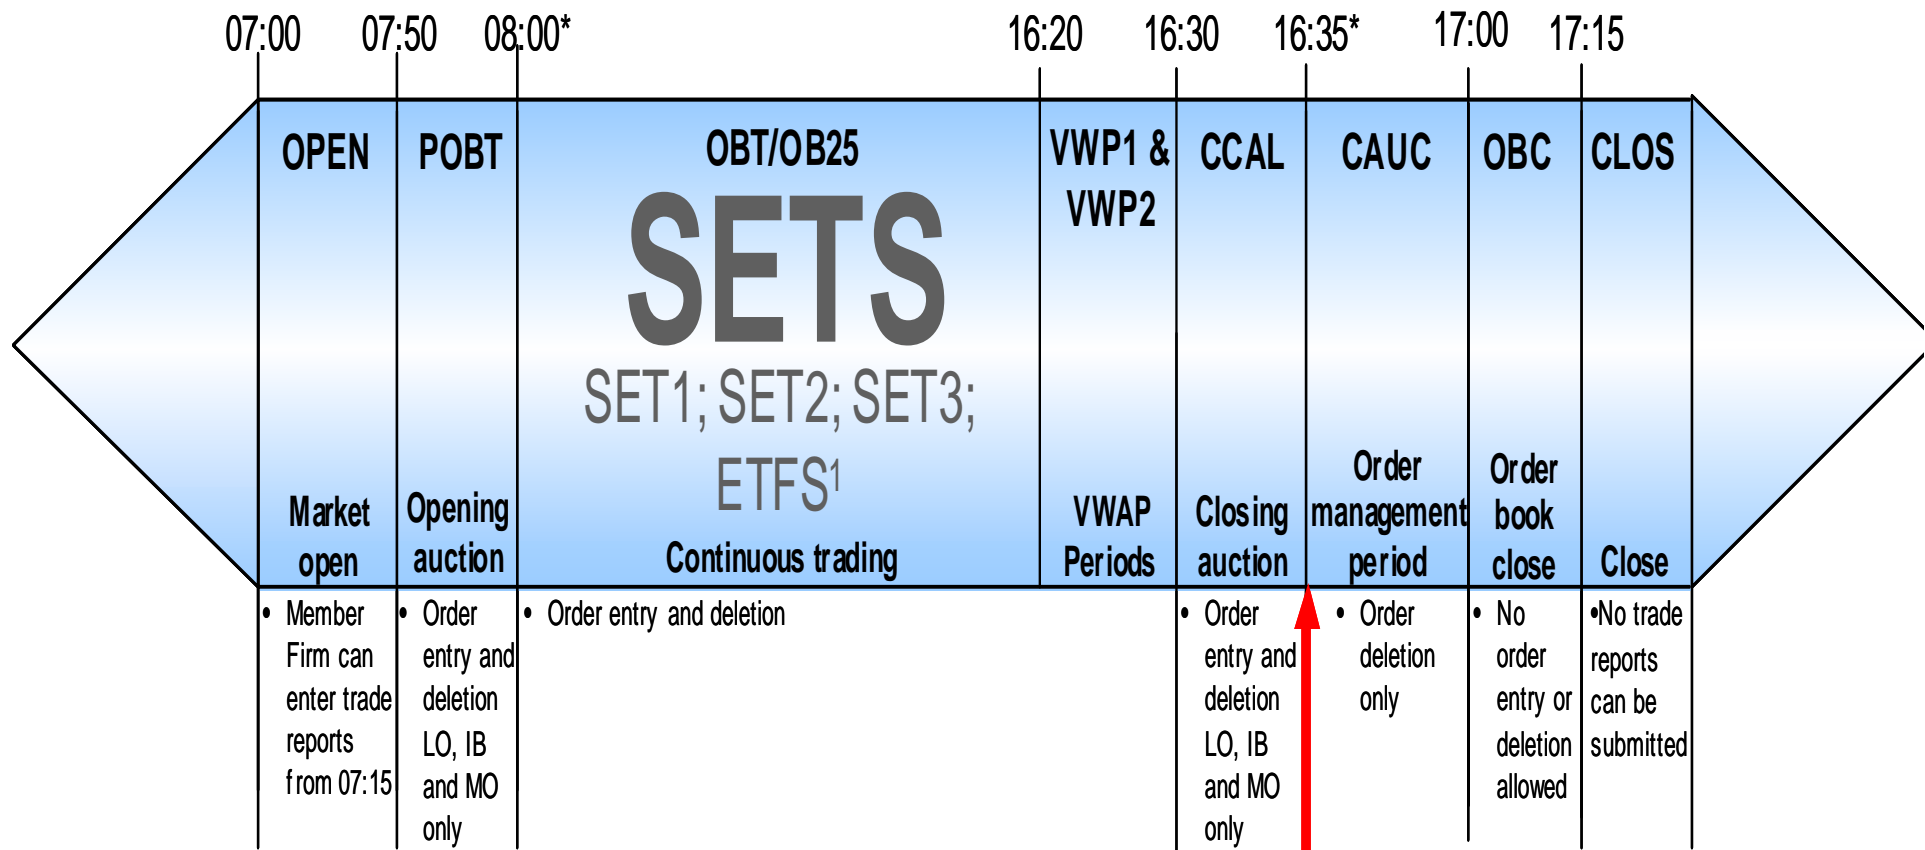 07:00 07:50 08:00* 16:20 16:30 16:35* 17:00 17:15
OPEN
POBT
OBT/OB25
VWP1 &
VWP2
CCAL
CAUC
OBC
CLOS
SETS
SET1; SET2; SET3;
ETFS¹
Market
open
Opening
auction
Continuous trading
VWAP
Periods
Closing
auction
Order
management
period
Order
book
close
Close
• Member
Firm can
enter trade
reports
from 07:15
• Order
entry and
deletion
LO, IB
and MO
only
• Order entry and deletion
• Order
entry and
deletion
LO, IB
and MO
only
• Order
deletion
only
• No
order
entry or
deletion
allowed
•No trade
reports
can be
submitted